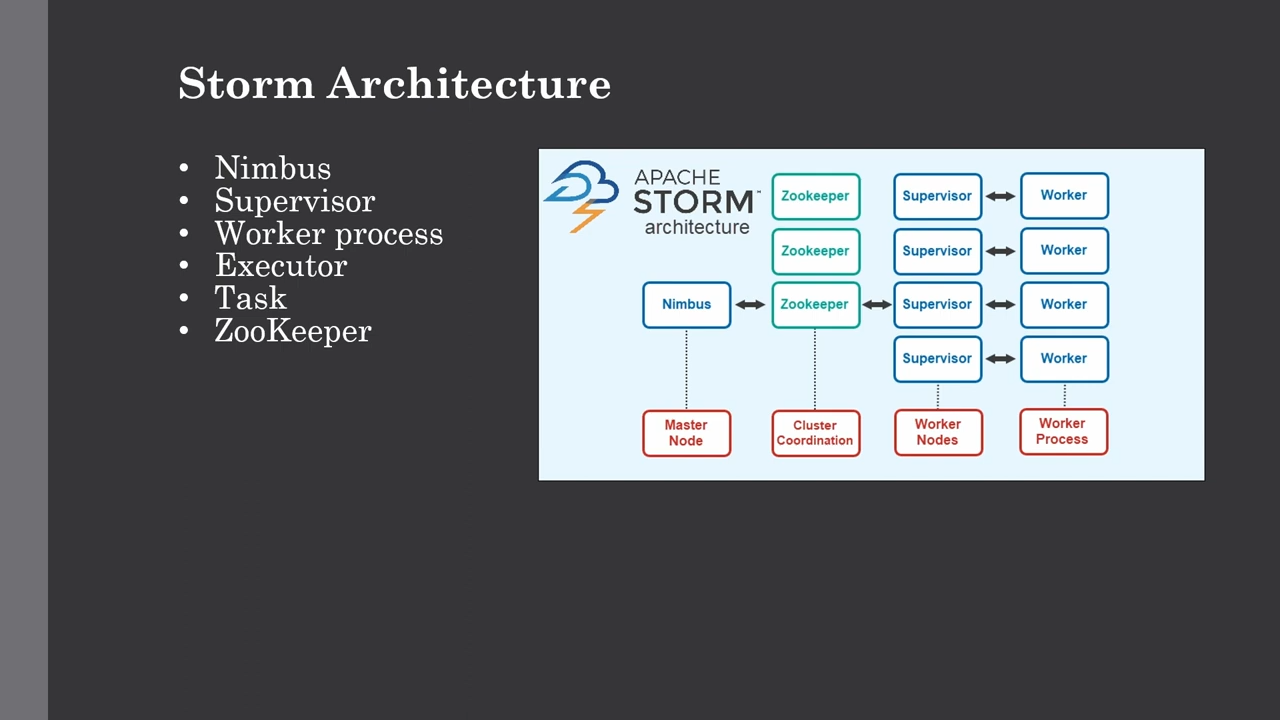 Storm Architecture
• Nimbus
• Supervisor
• Worker process
• Executor
• Task
• ZooKeeper
APACHE
STORM™
architecture
Zookeeper
Supervisor
Worker
Zookeeper
Supervisor
Worker
Nimbus
Zookeeper
Supervisor
Worker
Supervisor
Worker
Master
Node
Cluster
Coordination
Worker
Nodes
Worker
Process